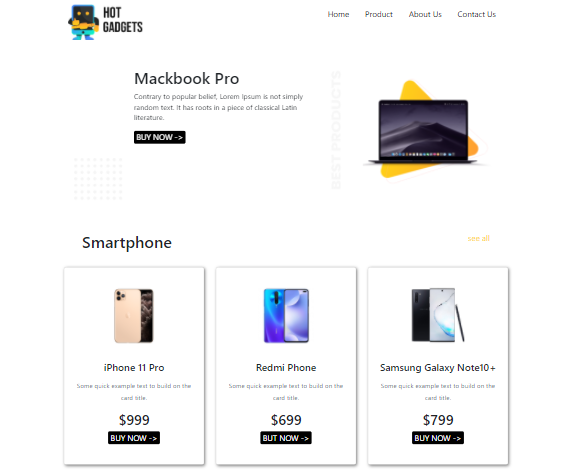 HOT
GADGETS
Home Product About Us Contact Us
Mackbook Pro
Contrary to popular belief, Lorem Ipsum is not simply
random text. It has roots in a piece of classical Latin
literature.
BUY NOW ->
BEST PRODUCTS
Smartphone
see all
iPhone 11 Pro
Some quick example text to build on the
card title.
$999
BUY NOW ->
Redmi Phone
Some quick example text to build on the
card title.
$699
BUT NOW ->
Samsung Galaxy Note10+
Some quick example text to build on the
card title.
$799
BUY NOW ->